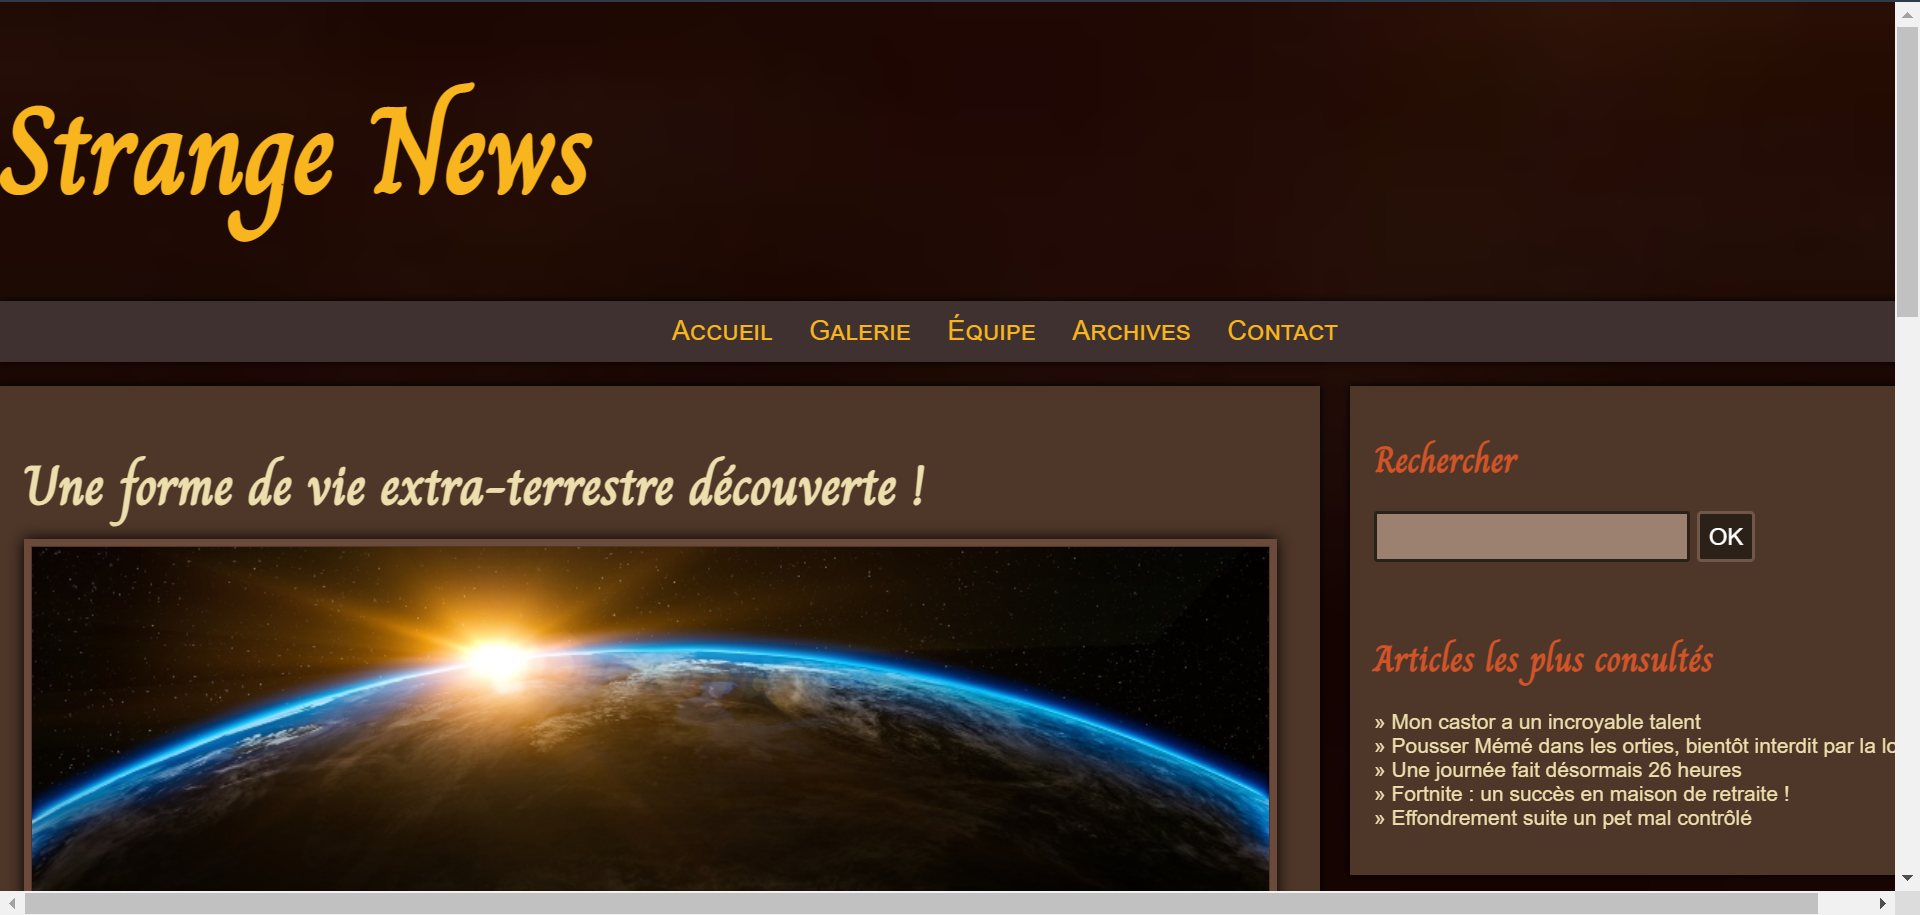 Strange News
Accueil Galerie Équipe Archives Contact
Une forme de vie extra-terrestre découverte !
Rechercher
OK
Articles les plus consultés
» Mon castor a un incroyable talent
» Pousser Mémé dans les orties, bientôt interdit par la
» Une journée fait désormais 26 heures
» Fortnite : un succès en maison de retraite !
» Effondrement suite un pet mal contrôlé